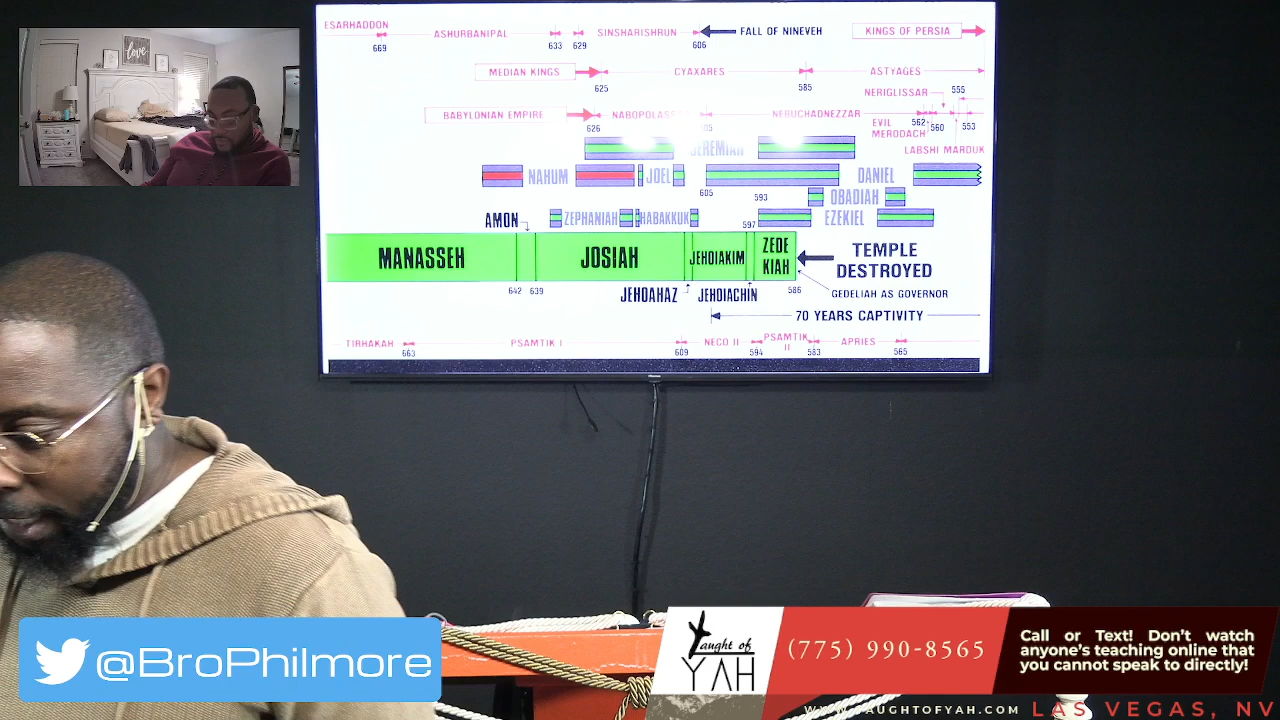 love
ESARHADDON
669
ASHURBANIPAL
633 629
SINSHARISHKUN
606
FALL OF NINEVEH
KINGS OF PERSIA
MEDIAN KINGS
625
CYAXARES
585
ASTYAGES
NERIGLISSAR 555
BABYLONIAN EMPIRE
626
NEBUCHADNEZZAR
EVIL
MERODACH
562
560
553
LABSHI MARDUK
JEREMIAH
NAHUM
JOEL
605
DANIEL
593
OBADIAH
AMON
ZEPHANIAH
HABAKKUK
597
EZEKIEL
MANASSEH
JOSIAH
JEHOIAKIM
ZEDE
KIAH
TEMPLE
DESTROYED
642 639
JEHOAHAZ
JEHOIACHIN
586
GEDELIAH AS GOVERNOR
70 YEARS CAPTIVITY
TIRHAKAH
663
PSAMTIK I
609
NECO II
594
PSAMTIK
II
583
APRIES
565
Hisense
@BroPhilmore
Taught of
YAH
(775) 990-8565
Call or Text! Don't watch
anyone's teaching online that
you cannot speak to directly!
WWW.TAUGHTOFYAH.COM LAS VEGAS, NV